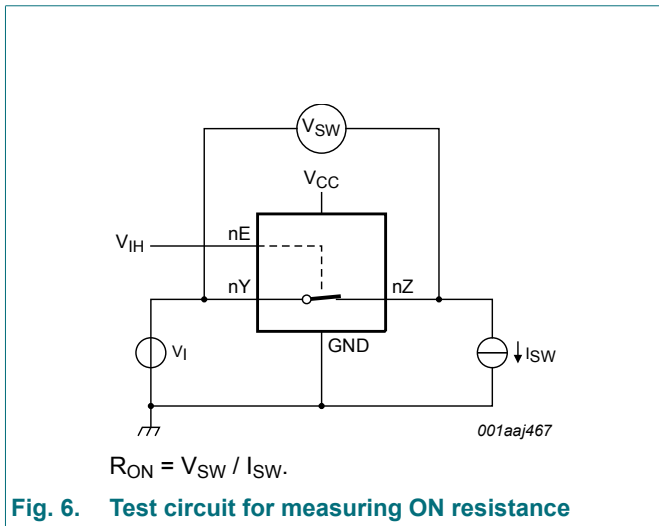 VSW
VCC
VIH
nE
nY
nZ
VI
GND
ISW
001aaj467
RON = VSW / ISW.
Fig. 6. Test circuit for measuring ON resistance